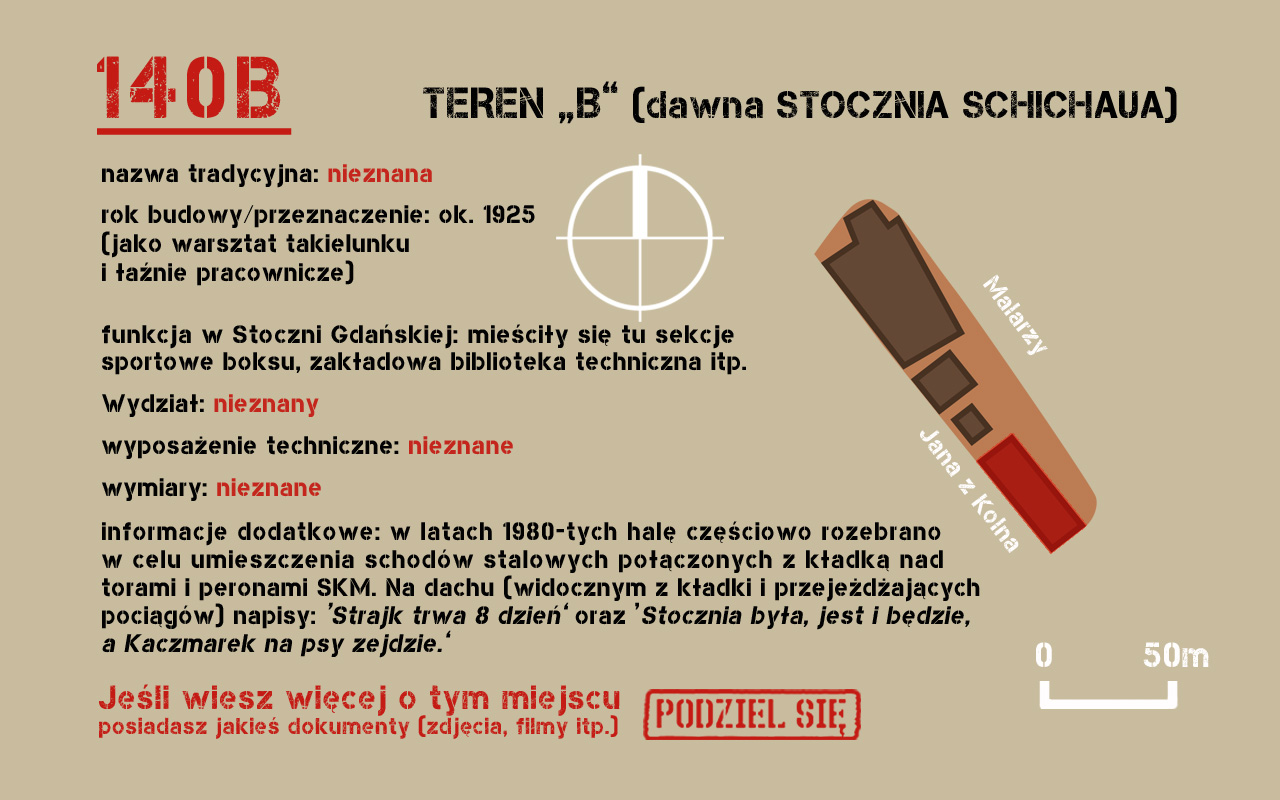 140B
TEREN „B“ (dawna STOCZNIA SCHICHAUA)
nazwa tradycyjna: nieznana
rok budowy/przeznaczenie: ok. 1925
(jako warsztat takielunku
i łaźnie pracownicze)
funkcja w Stoczni Gdańskiej: mieściły się tu sekcje
sportowe boksu, zakładowa biblioteka techniczna itp.
Wydział: nieznany
wyposażenie techniczne: nieznane
wymiary: nieznane
informacje dodatkowe: w latach 1980-tych halę częściowo rozebrano
w celu umieszczenia schodów stalowych połączonych z kładką nad
torami i peronami SKM. Na dachu (widocznym z kładki i przejeżdżających
pociągów) napisy: ’Strajk trwa 8 dzień‘ oraz ’Stocznia była, jest i będzie,
a Kaczmarek na psy zejdzie.‘
Malarzy
Jana z Kolna
0 50m
Jeśli wiesz więcej o tym miejscu
posiadasz jakieś dokumenty (zdjęcia, filmy itp.)
PODZIEL SIĘ